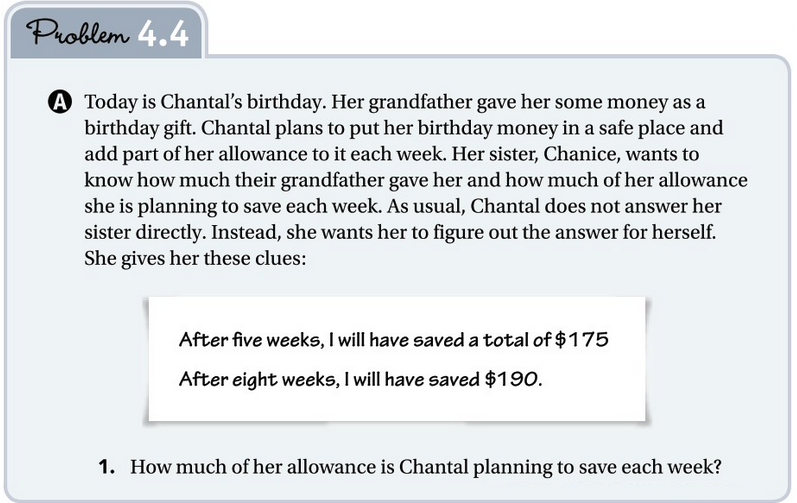 Problem 4.4
A Today is Chantal's birthday. Her grandfather gave her some money as a
birthday gift. Chantal plans to put her birthday money in a safe place and
add part of her allowance to it each week. Her sister, Chanice, wants to
know how much their grandfather gave her and how much of her allowance
she is planning to save each week. As usual, Chantal does not answer her
sister directly. Instead, she wants her to figure out the answer for herself.
She gives her these clues:
After five weeks, I will have saved a total of $175
After eight weeks, I will have saved $190.
1. How much of her allowance is Chantal planning to save each week?